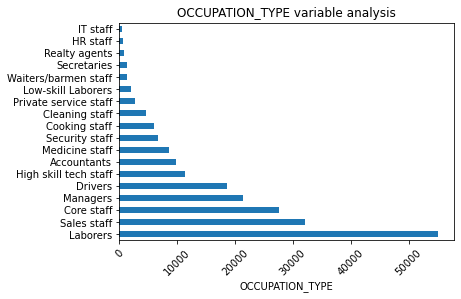 OCCUPATION_TYPE variable analysis
IT staff
HR staff
Realty agents
Secretaries
Waiters/barmen staff
Low-skill Laborers
Private service staff
Cleaning staff
Cooking staff
Security staff
Medicine staff
Accountants
High skill tech staff
Drivers
Managers
Core staff
Sales staff
Laborers
0
10000
20000
30000
40000
50000
OCCUPATION_TYPE